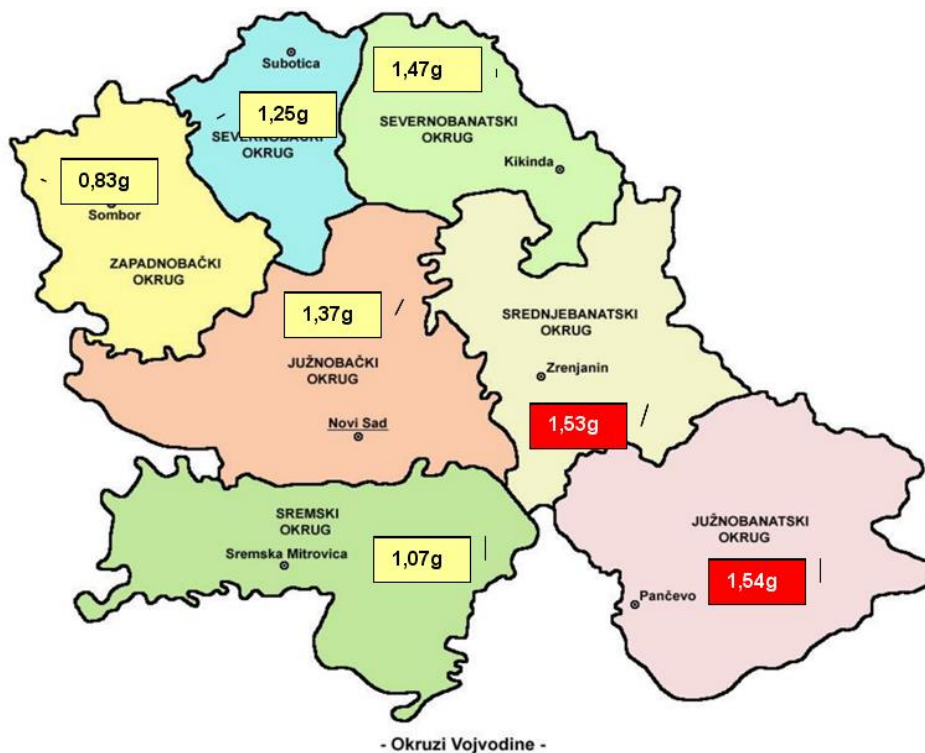 Subotica
1,25g
SEVERNOBAČKI
OKRUG
1,47g
SEVERNOBANATSKI
OKRUG
Kikinda
0,83g
Sombor
ZAPADNOBAČKI
OKRUG
1,37g
JUŽNOBAČKI
OKRUG
Novi Sad
SREDNJEBANATSKI
OKRUG
Zrenjanin
1,53g
SREMSKI
OKRUG
Sremska Mitrovica
1,07g
JUŽNOBANATSKI
OKRUG
1,54g
Pančevo
- Okruzi Vojvodine -